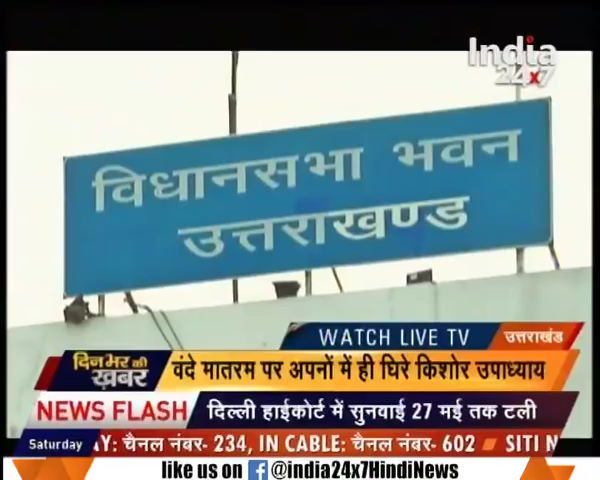 India
24x7
विधानसभा भवन
उत्तराखण्ड
WATCH LIVE TV
उत्तराखंड
दिनभर की
ख़बर
वंदे मातरम पर अपनों में ही घिरे किशोर उपाध्याय
NEWS FLASH
दिल्ली हाईकोर्ट में सुनवाई 27 मई तक टली
Saturday
AY: चैनल नंबर- 234, IN CABLE: चैनल नंबर- 602 SITI N
like us on f @india24x7HindiNews